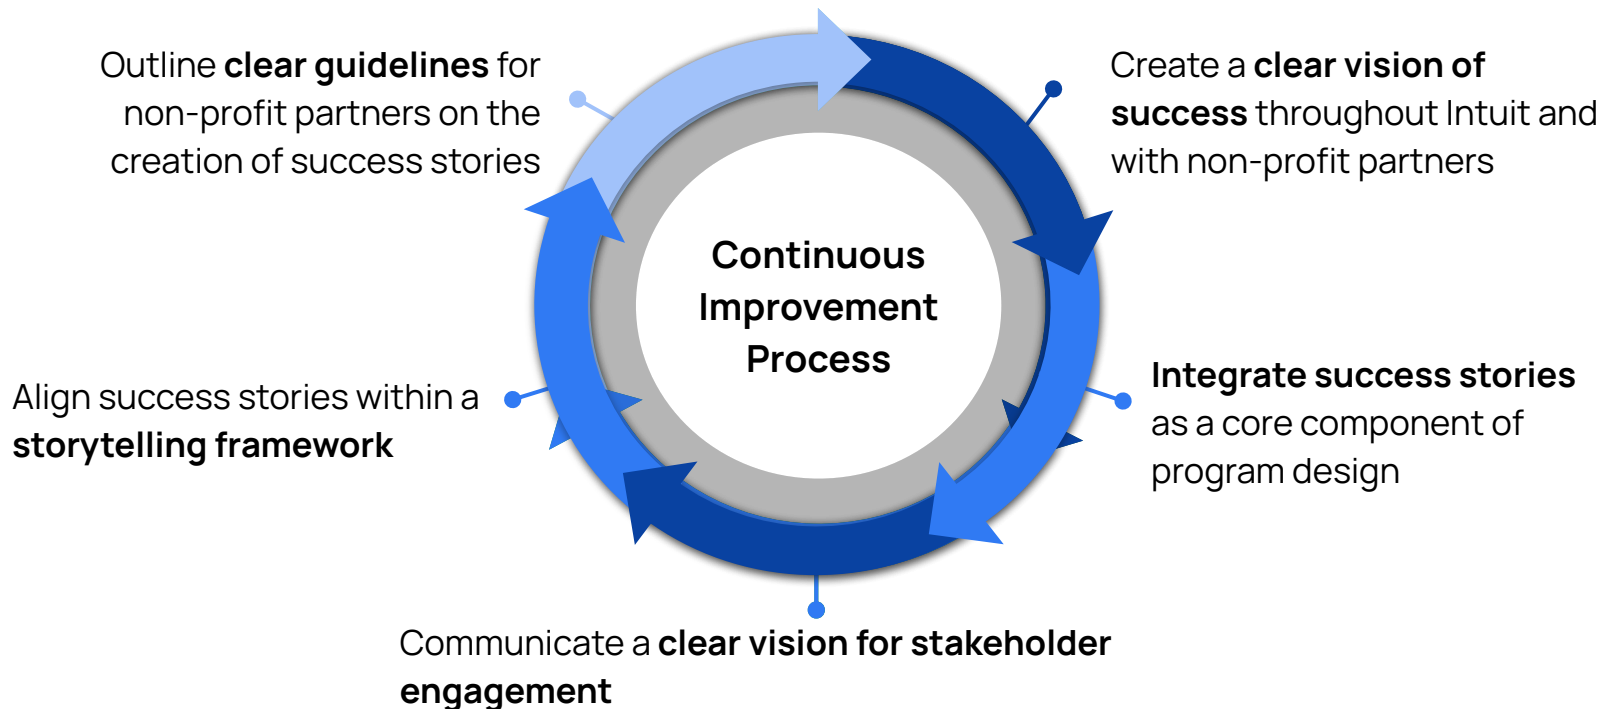 Outline clear guidelines for
non-profit partners on the
creation of success stories
Create a clear vision of
success throughout Intuit and
with non-profit partners
Continuous
Improvement
Process
Integrate success stories
as a core component of
program design
Align success stories within a
storytelling framework
Communicate a clear vision for stakeholder
engagement